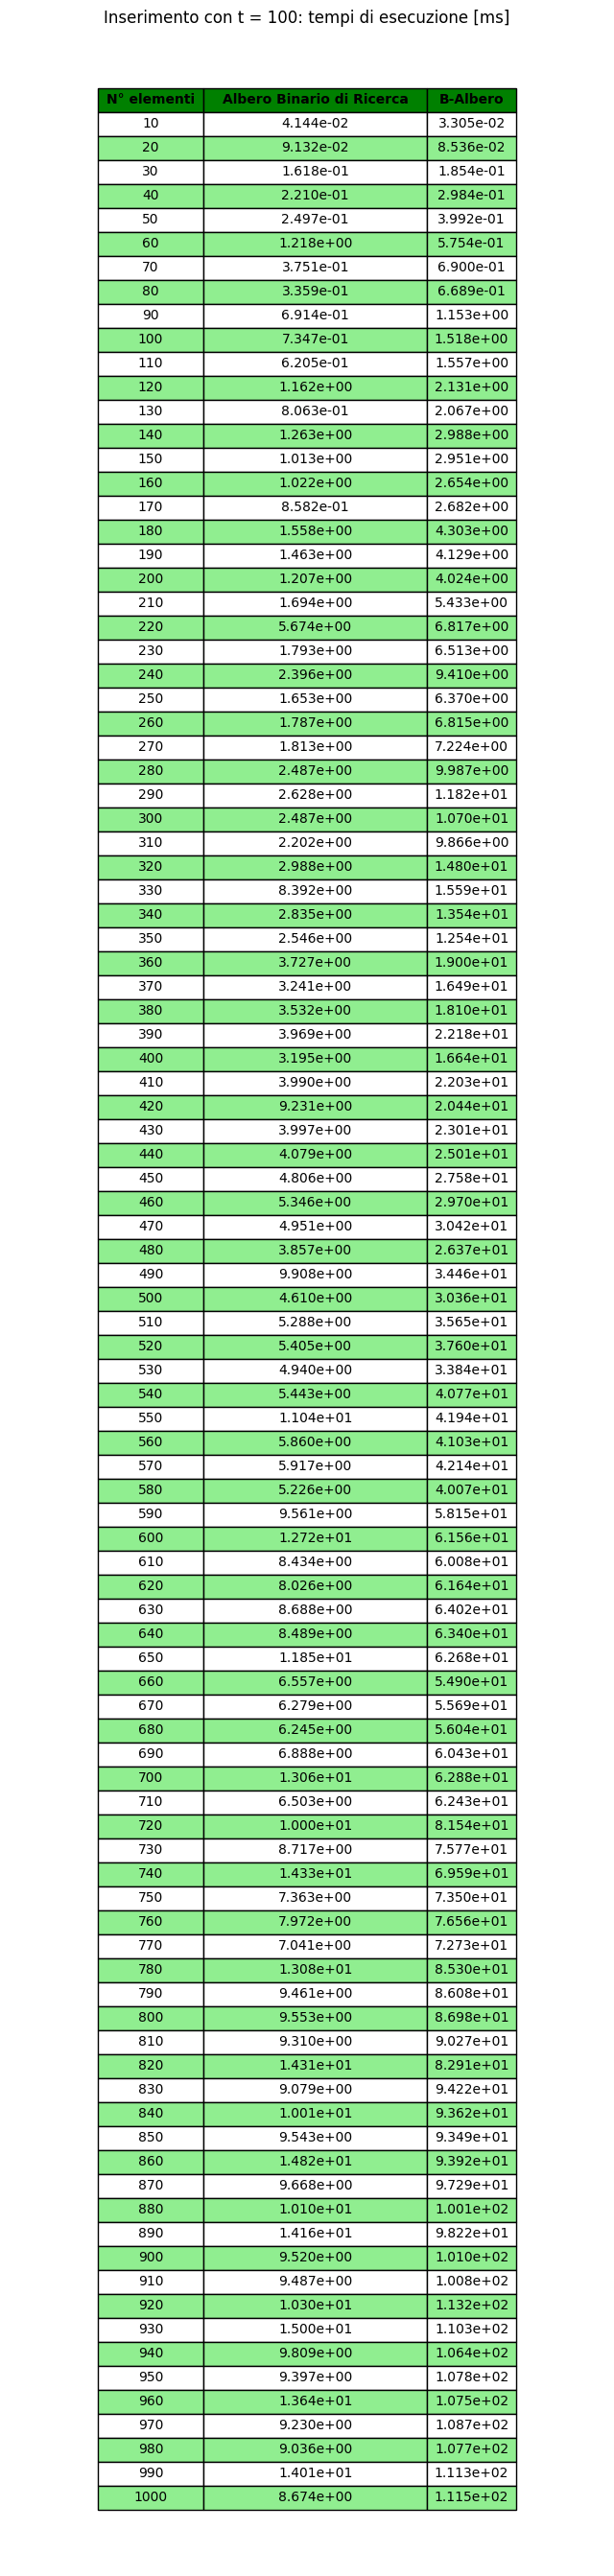 Inserimento con t = 100: tempi di esecuzione [ms]
N° elementi Albero Binario di Ricerca B-Albero
10 4.144e-02 3.305e-02
20 9.132e-02 8.536e-02
30 1.618e-01 1.854e-01
40 2.210e-01 2.984e-01
50 2.497e-01 3.992e-01
60 1.218e+00 5.754e-01
70 3.751e-01 6.900e-01
80 3.359e-01 6.689e-01
90 6.914e-01 1.153e+00
100 7.347e-01 1.518e+00
110 6.205e-01 1.557e+00
120 1.162e+00 2.131e+00
130 8.063e-01 2.067e+00
140 1.263e+00 2.988e+00
150 1.013e+00 2.951e+00
160 1.022e+00 2.654e+00
170 8.582e-01 2.682e+00
180 1.558e+00 4.303e+00
190 1.463e+00 4.129e+00
200 1.207e+00 4.024e+00
210 1.694e+00 5.433e+00
220 5.674e+00 6.817e+00
230 1.793e+00 6.513e+00
240 2.396e+00 9.410e+00
250 1.653e+00 6.370e+00
260 1.787e+00 6.815e+00
270 1.813e+00 7.224e+00
280 2.487e+00 9.987e+00
290 2.628e+00 1.182e+01
300 2.487e+00 1.070e+01
310 2.202e+00 9.866e+00
320 2.988e+00 1.480e+01
330 8.392e+00 1.559e+01
340 2.835e+00 1.354e+01
350 2.546e+00 1.254e+01
360 3.727e+00 1.900e+01
370 3.241e+00 1.649e+01
380 3.532e+00 1.810e+01
390 3.969e+00 2.218e+01
400 3.195e+00 1.664e+01
410 3.990e+00 2.203e+01
420 9.231e+00 2.044e+01
430 3.997e+00 2.301e+01
440 4.079e+00 2.501e+01
450 4.806e+00 2.758e+01
460 5.346e+00 2.970e+01
470 4.951e+00 3.042e+01
480 3.857e+00 2.637e+01
490 9.908e+00 3.446e+01
500 4.610e+00 3.036e+01
510 5.288e+00 3.565e+01
520 5.405e+00 3.760e+01
530 4.940e+00 3.384e+01
540 5.443e+00 4.077e+01
550 1.104e+01 4.194e+01
560 5.860e+00 4.103e+01
570 5.917e+00 4.214e+01
580 5.226e+00 4.007e+01
590 9.561e+00 5.815e+01
600 1.272e+01 6.156e+01
610 8.434e+00 6.008e+01
620 8.026e+00 6.164e+01
630 8.688e+00 6.402e+01
640 8.489e+00 6.340e+01
650 1.185e+01 6.268e+01
660 6.557e+00 5.490e+01
670 6.279e+00 5.569e+01
680 6.245e+00 5.604e+01
690 6.888e+00 6.043e+01
700 1.306e+01 6.288e+01
710 6.503e+00 6.243e+01
720 1.000e+01 8.154e+01
730 8.717e+00 7.577e+01
740 1.433e+01 6.959e+01
750 7.363e+00 7.350e+01
760 7.972e+00 7.656e+01
770 7.041e+00 7.273e+01
780 1.308e+01 8.530e+01
790 9.461e+00 8.608e+01
800 9.553e+00 8.698e+01
810 9.310e+00 9.027e+01
820 1.431e+01 8.291e+01
830 9.079e+00 9.422e+01
840 1.001e+01 9.362e+01
850 9.543e+00 9.349e+01
860 1.482e+01 9.392e+01
870 9.668e+00 9.729e+01
880 1.010e+01 1.001e+02
890 1.416e+01 9.822e+01
900 9.520e+00 1.010e+02
910 9.487e+00 1.008e+02
920 1.030e+01 1.132e+02
930 1.500e+01 1.103e+02
940 9.809e+00 1.064e+02
950 9.397e+00 1.078e+02
960 1.364e+01 1.075e+02
970 9.230e+00 1.087e+02
980 9.036e+00 1.077e+02
990 1.401e+01 1.113e+02
1000 8.674e+00 1.115e+02